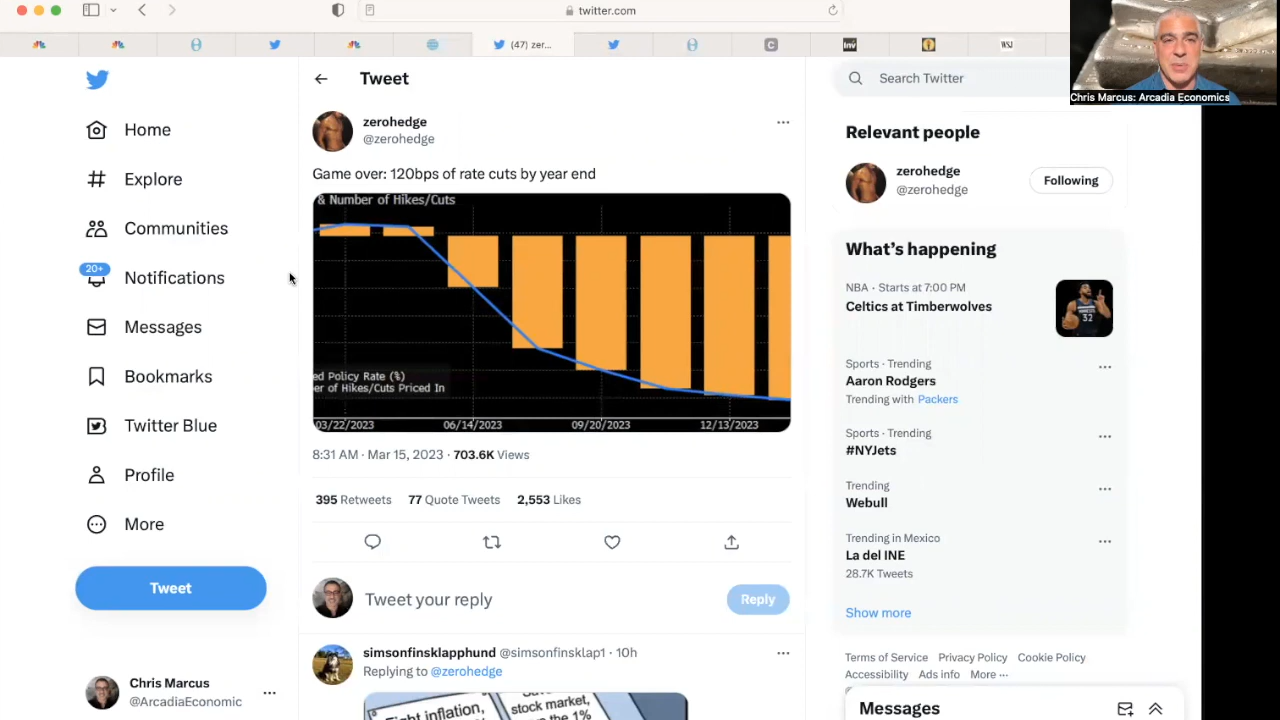 twitter.com
(47) zer...
Inv
WSJ
Chris Marcus: Arcadia Economics
Home
Explore
Communities
20+
Notifications
Messages
Bookmarks
Twitter Blue
Profile
More
Tweet
Chris Marcus
@ArcadiaEconomic
Tweet
zerohedge
@zerohedge
Game over: 120bps of rate cuts by year end
& Number of Hikes/Cuts
ed Policy Rate (%)
er of Hikes/Cuts Priced In
03/22/2023 06/14/2023 09/20/2023 12/13/2023
8:31 AM · Mar 15, 2023 · 703.6K Views
395 Retweets 77 Quote Tweets 2,553 Likes
Tweet your reply
Reply
simsonfinsklapphund @simsonfinsklap1 · 10h
Replying to @zerohedge
Search Twitter
Relevant people
zerohedge
@zerohedge
Following
What's happening
NBA · Starts at 7:00 PM
Celtics at Timberwolves
Sports · Trending
Aaron Rodgers
Trending with Packers
Sports · Trending
#NYJets
Trending
Webull
Trending in Mexico
La del INE
28.7K Tweets
Show more
Terms of Service Privacy Policy Cookie Policy
Accessibility Ads info More ···
Messages